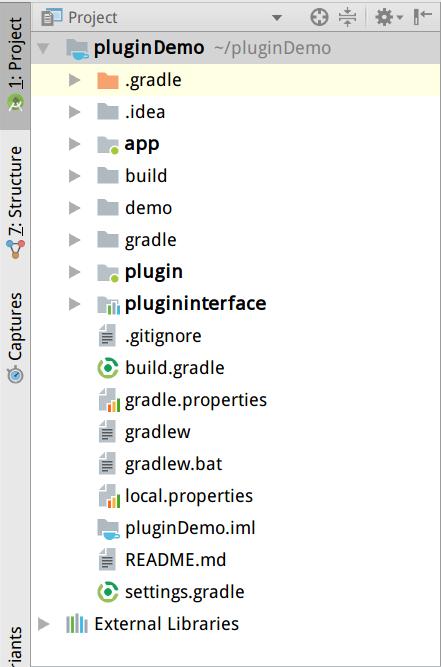 Project
1: Project
7: Structure
Captures
iants
pluginDemo ~/pluginDemo
.gradle
.idea
app
build
demo
gradle
plugin
plugininterface
.gitignore
build.gradle
gradle.properties
gradlew
gradlew.bat
local.properties
pluginDemo.iml
README.md
settings.gradle
External Libraries